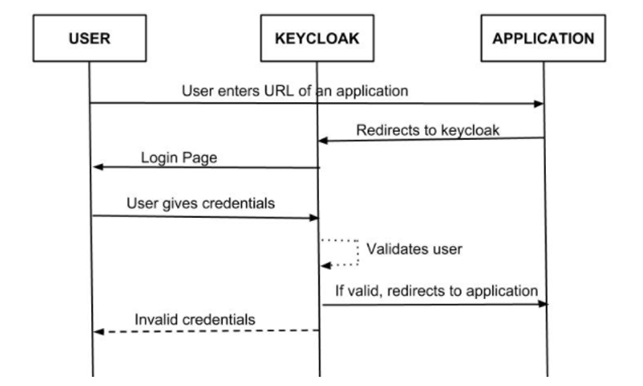 USER
KEYCLOAK
APPLICATION
User enters URL of an application
Redirects to keycloak
Login Page
User gives credentials
Validates user
If valid, redirects to application
Invalid credentials